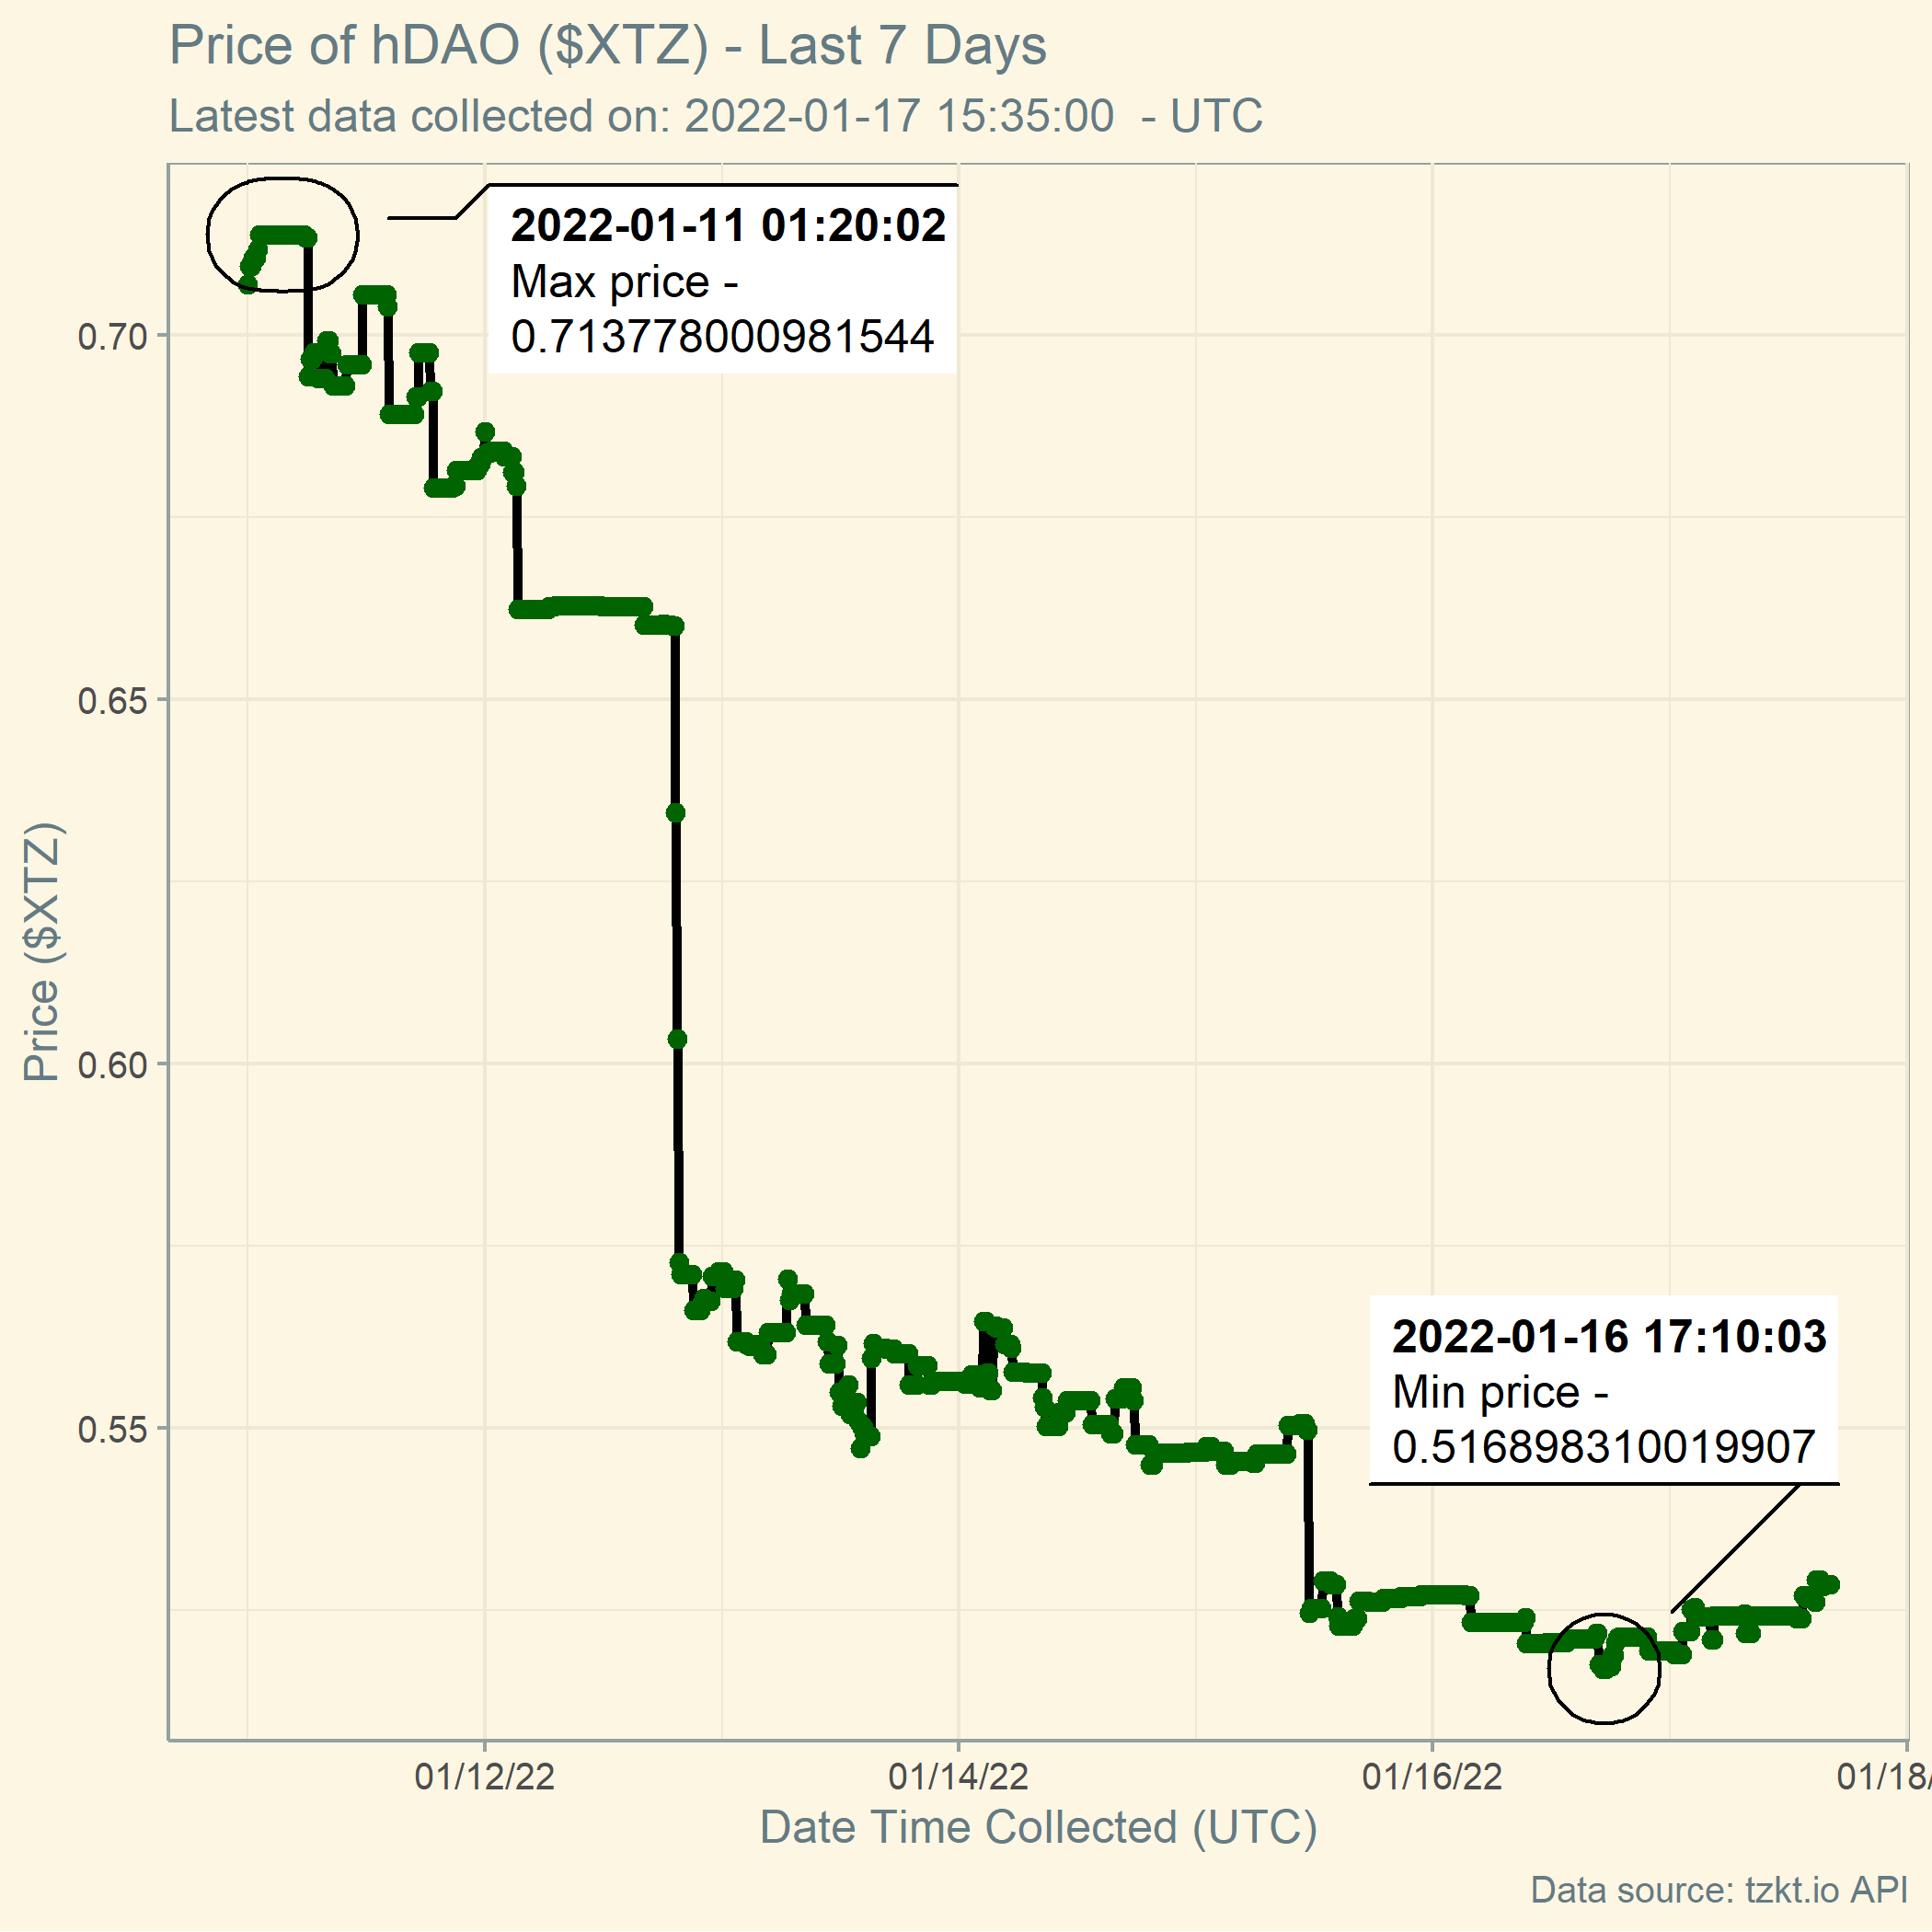 Price of hDAO ($XTZ) - Last 7 Days
Latest data collected on: 2022-01-17 15:35:00  - UTC
2022-01-11 01:20:02
Max price -
0.713778000981544
0.70
0.65
Price ($XTZ)
0.60
0.55
2022-01-16 17:10:03
Min price -
0.516898310019907
01/12/22
01/14/22
01/16/22
01/18/
Date Time Collected (UTC)
Data source: tzkt.io API